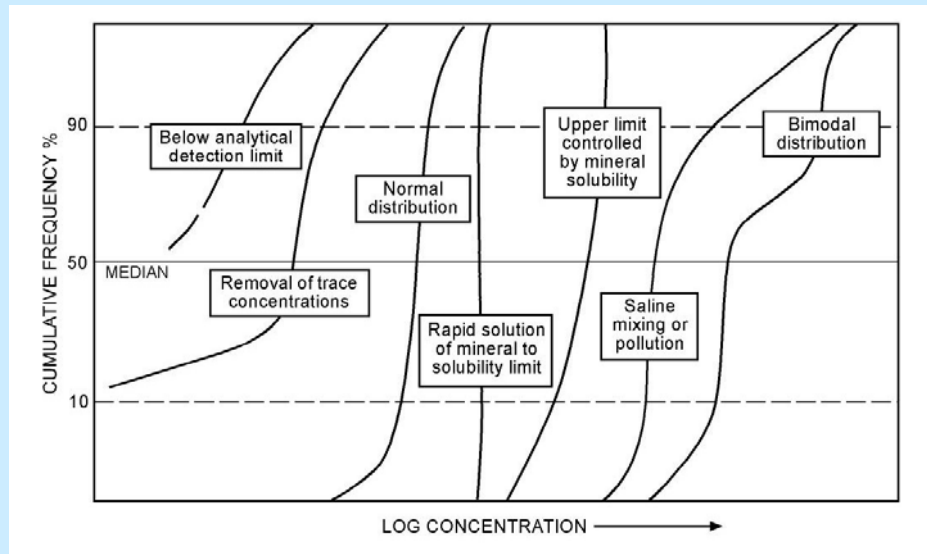 90
Below analytical
detection limit
Upper limit
controlled
by mineral
solubility
Bimodal
distribution
Normal
distribution
CUMULATIVE FREQUENCY %
50
MEDIAN
Removal of trace
concentrations
Rapid solution
of mineral to
solubility limit
Saline
mixing or
pollution
10
LOG CONCENTRATION